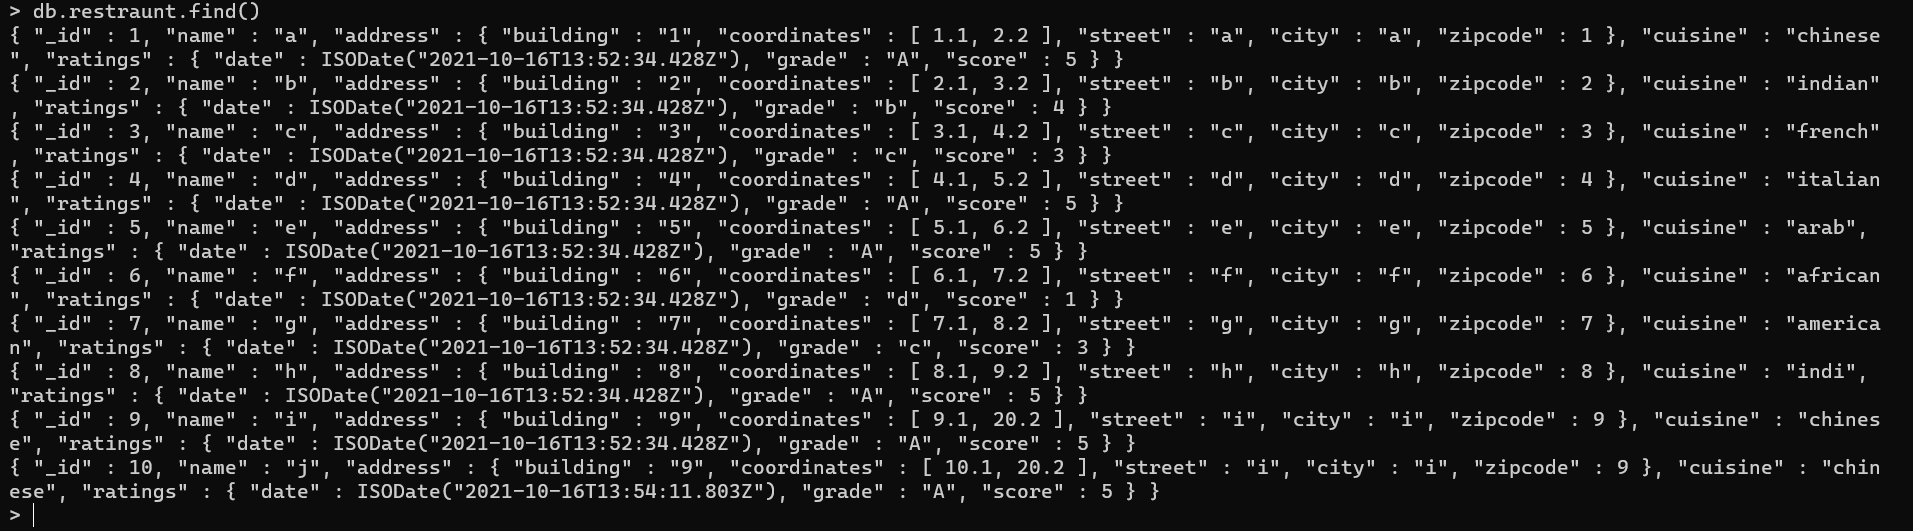 > db.restraunt.find()
{ "_id" : 1, "name" : "a", "address" : { "building" : "1", "coordinates" : [ 1.1, 2.2 ], "street" : "a", "city" : "a", "zipcode" : 1 }, "cuisine" : "chinese
", "ratings" : { "date" : ISODate("2021-10-16T13:52:34.428Z"), "grade" : "A", "score" : 5 } }
{ "_id" : 2, "name" : "b", "address" : { "building" : "2", "coordinates" : [ 2.1, 3.2 ], "street" : "b", "city" : "b", "zipcode" : 2 }, "cuisine" : "indian"
, "ratings" : { "date" : ISODate("2021-10-16T13:52:34.428Z"), "grade" : "b", "score" : 4 } }
{ "_id" : 3, "name" : "c", "address" : { "building" : "3", "coordinates" : [ 3.1, 4.2 ], "street" : "c", "city" : "c", "zipcode" : 3 }, "cuisine" : "french"
, "ratings" : { "date" : ISODate("2021-10-16T13:52:34.428Z"), "grade" : "c", "score" : 3 } }
{ "_id" : 4, "name" : "d", "address" : { "building" : "4", "coordinates" : [ 4.1, 5.2 ], "street" : "d", "city" : "d", "zipcode" : 4 }, "cuisine" : "italian
", "ratings" : { "date" : ISODate("2021-10-16T13:52:34.428Z"), "grade" : "A", "score" : 5 } }
{ "_id" : 5, "name" : "e", "address" : { "building" : "5", "coordinates" : [ 5.1, 6.2 ], "street" : "e", "city" : "e", "zipcode" : 5 }, "cuisine" : "arab",
"ratings" : { "date" : ISODate("2021-10-16T13:52:34.428Z"), "grade" : "A", "score" : 5 } }
{ "_id" : 6, "name" : "f", "address" : { "building" : "6", "coordinates" : [ 6.1, 7.2 ], "street" : "f", "city" : "f", "zipcode" : 6 }, "cuisine" : "african
", "ratings" : { "date" : ISODate("2021-10-16T13:52:34.428Z"), "grade" : "d", "score" : 1 } }
{ "_id" : 7, "name" : "g", "address" : { "building" : "7", "coordinates" : [ 7.1, 8.2 ], "street" : "g", "city" : "g", "zipcode" : 7 }, "cuisine" : "america
n", "ratings" : { "date" : ISODate("2021-10-16T13:52:34.428Z"), "grade" : "c", "score" : 3 } }
{ "_id" : 8, "name" : "h", "address" : { "building" : "8", "coordinates" : [ 8.1, 9.2 ], "street" : "h", "city" : "h", "zipcode" : 8 }, "cuisine" : "indi",
"ratings" : { "date" : ISODate("2021-10-16T13:52:34.428Z"), "grade" : "A", "score" : 5 } }
{ "_id" : 9, "name" : "i", "address" : { "building" : "9", "coordinates" : [ 9.1, 20.2 ], "street" : "i", "city" : "i", "zipcode" : 9 }, "cuisine" : "chines
e", "ratings" : { "date" : ISODate("2021-10-16T13:52:34.428Z"), "grade" : "A", "score" : 5 } }
{ "_id" : 10, "name" : "j", "address" : { "building" : "9", "coordinates" : [ 10.1, 20.2 ], "street" : "i", "city" : "i", "zipcode" : 9 }, "cuisine" : "chin
ese", "ratings" : { "date" : ISODate("2021-10-16T13:54:11.803Z"), "grade" : "A", "score" : 5 } }
>